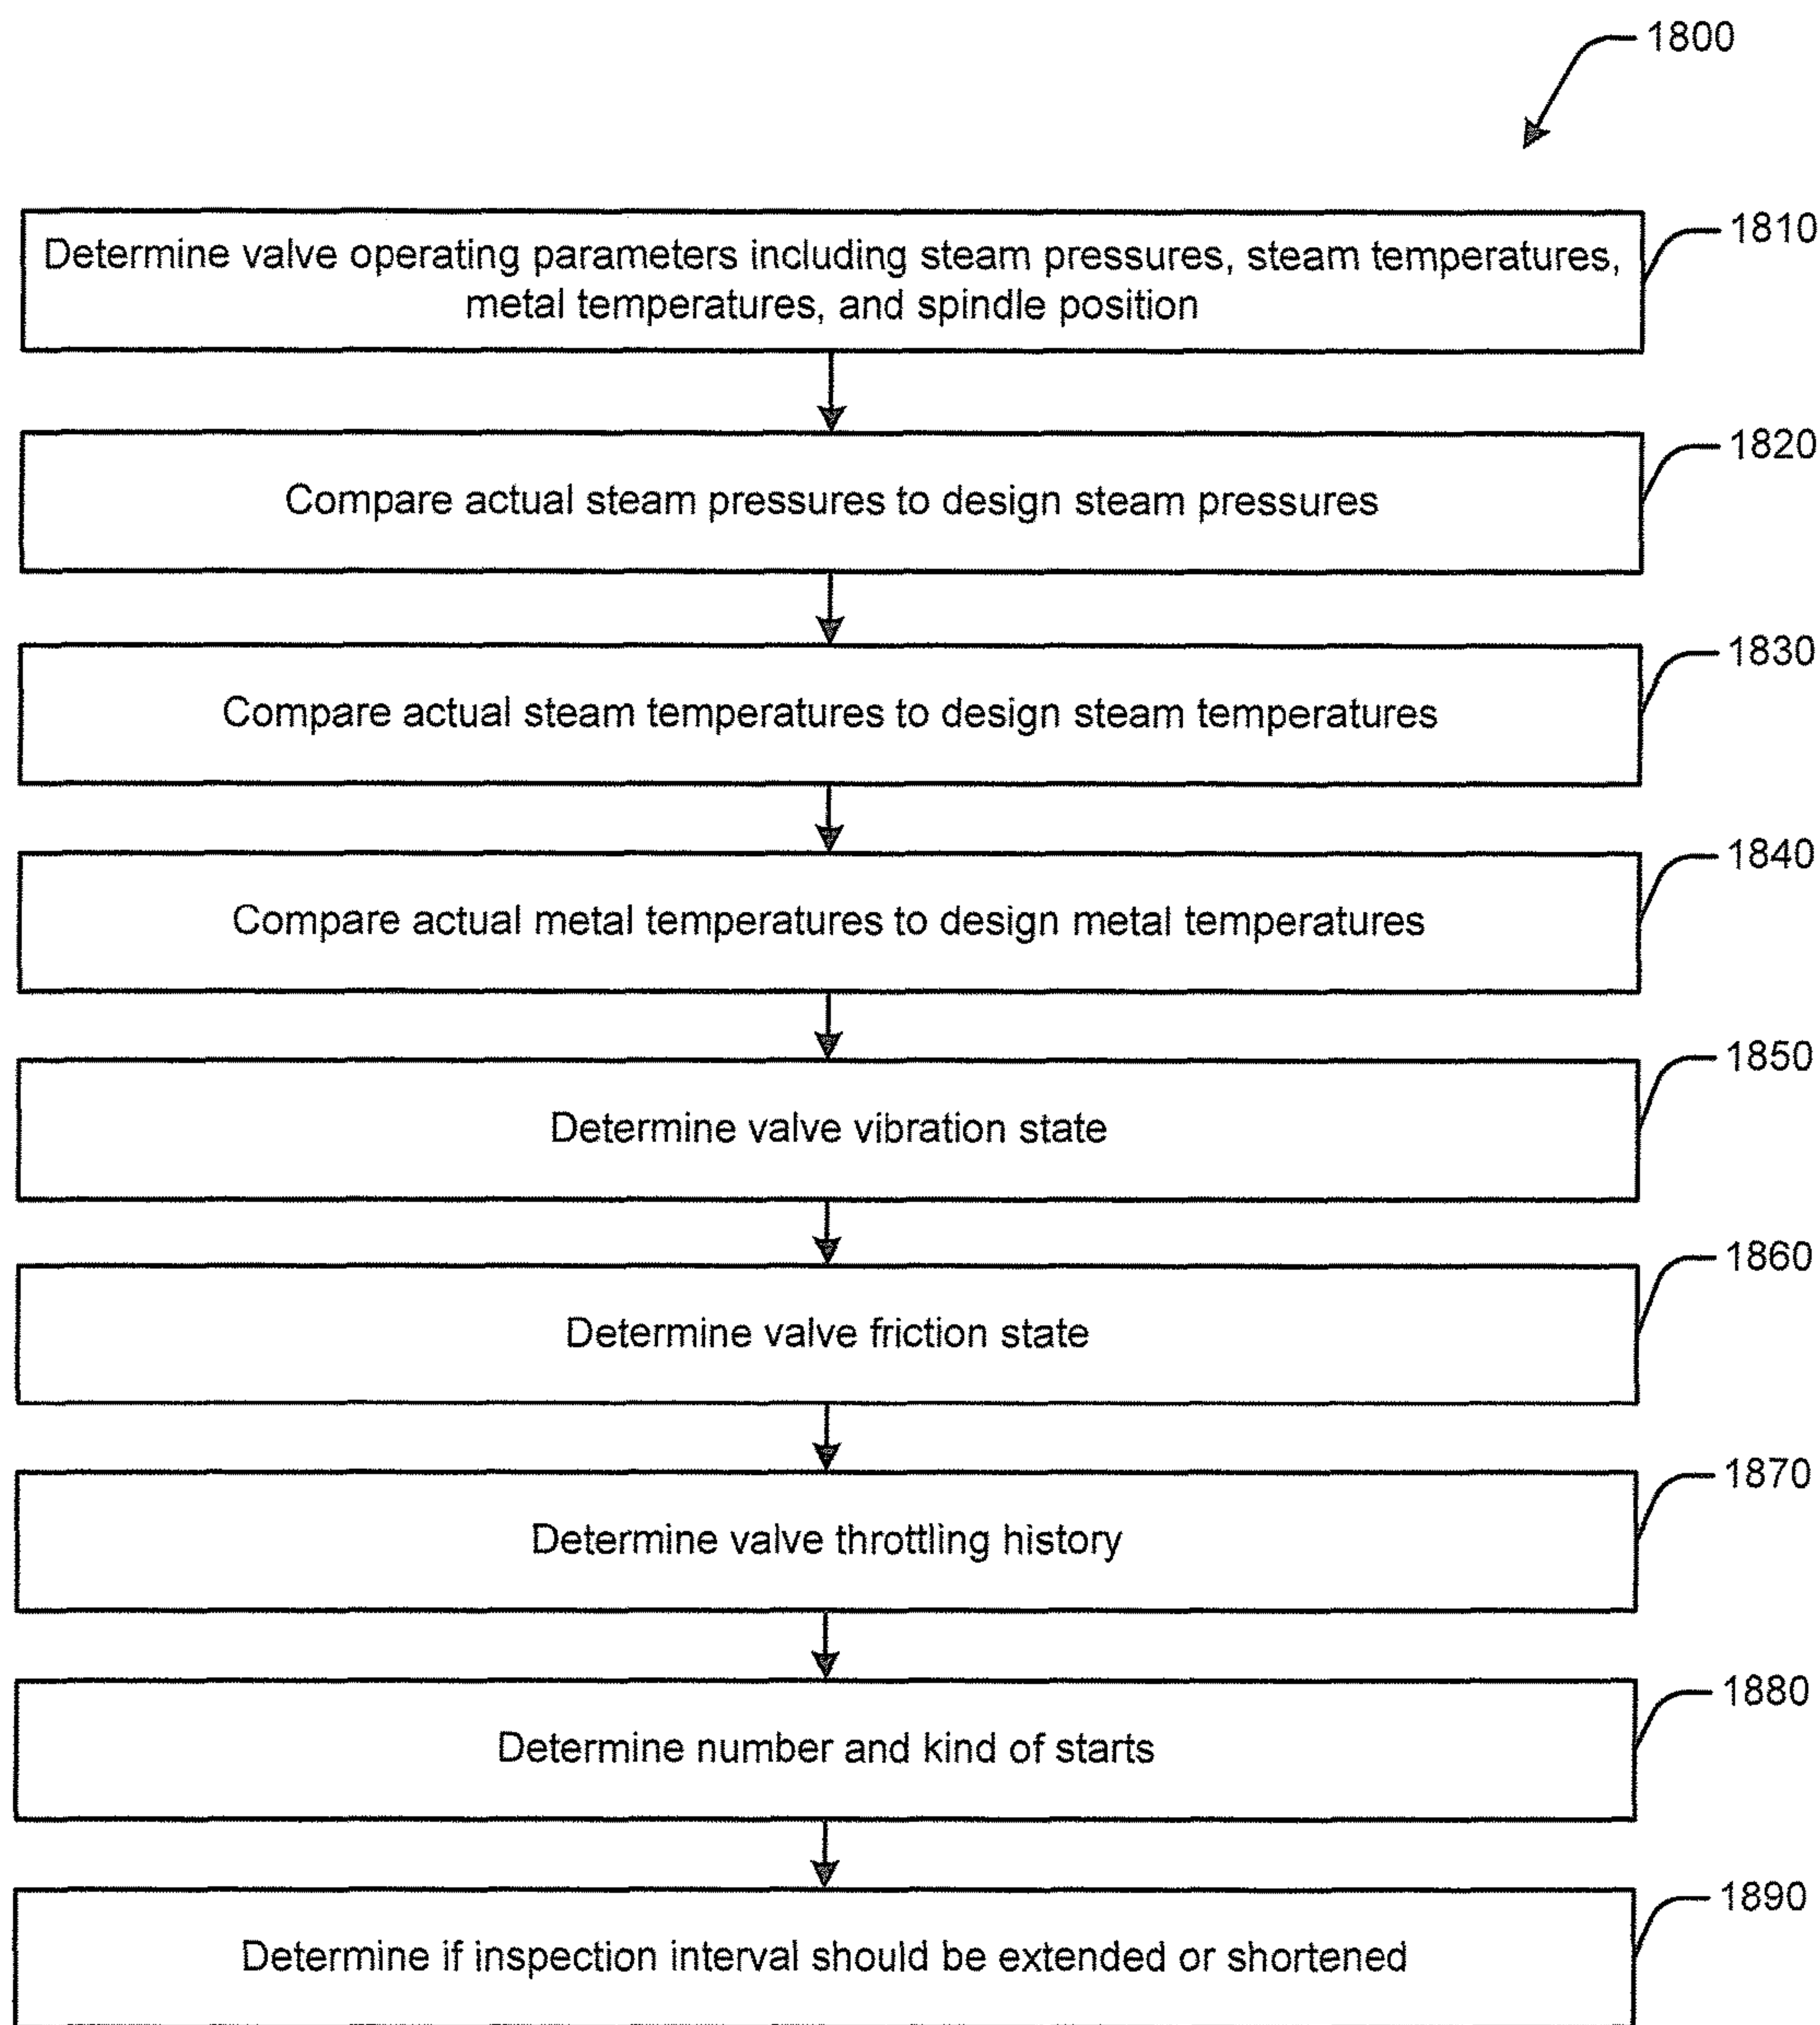 1800
Determine valve operating parameters including steam pressures, steam temperatures,
metal temperatures, and spindle position
1810
Compare actual steam pressures to design steam pressures
1820
Compare actual steam temperatures to design steam temperatures
1830
Compare actual metal temperatures to design metal temperatures
1840
Determine valve vibration state
1850
Determine valve friction state
1860
Determine valve throttling history
1870
Determine number and kind of starts
1880
Determine if inspection interval should be extended or shortened
1890